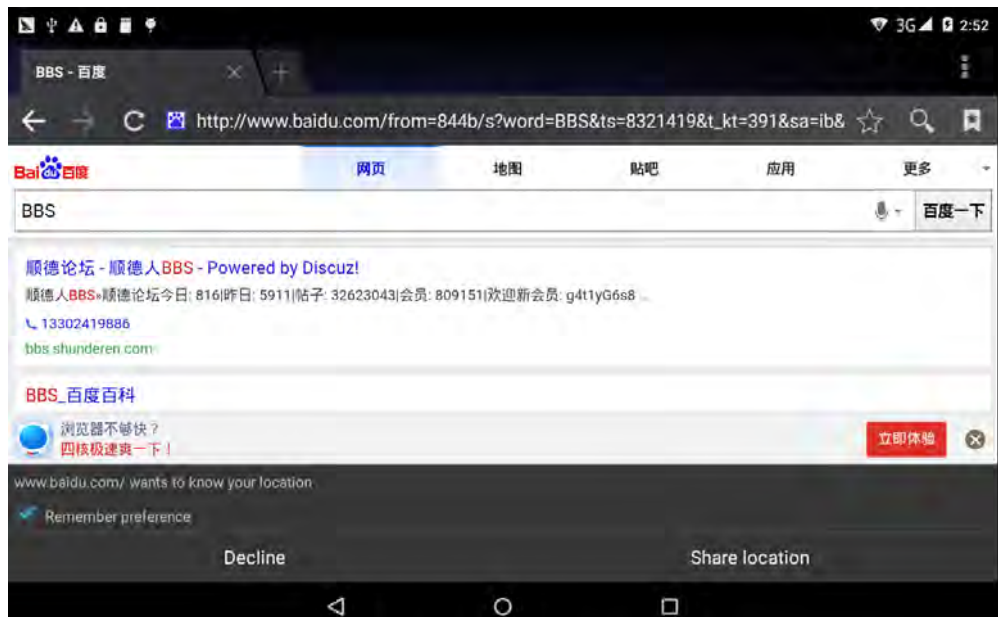 3G 2:52
BBS - 百度
http://www.baidu.com/from=844b/s?word=BBS&ts=8321419&t_kt=391&sa=ib&
Bai du 百度 网页 地图 贴吧 应用 更多
BBS 百度一下
顺德论坛 - 顺德人BBS - Powered by Discuz!
顺德人BBS»顺德论坛今日: 816|昨日: 5911|帖子: 32623043|会员: 809151|欢迎新会员: g4t1yG6s8 ...
13302419886
bbs.shunderen.com
BBS_百度百科
浏览器不够快？
四核极速爽一下！ 立即体验
www.baidu.com/ wants to know your location
Remember preference
Decline Share location